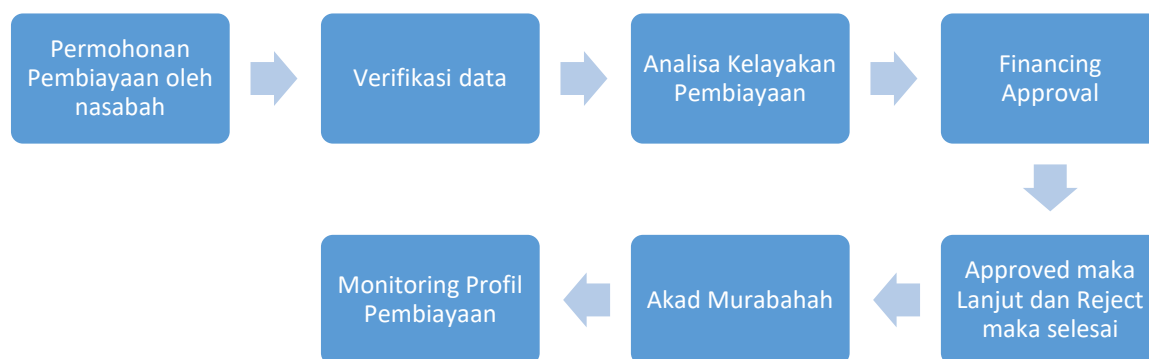 Permohonan
Pembiayaan oleh
nasabah
Verifikasi data
Analisa Kelayakan
Pembiayaan
Financing
Approval
Approved maka
Lanjut dan Reject
maka selesai
Akad Murabahah
Monitoring Profil
Pembiayaan